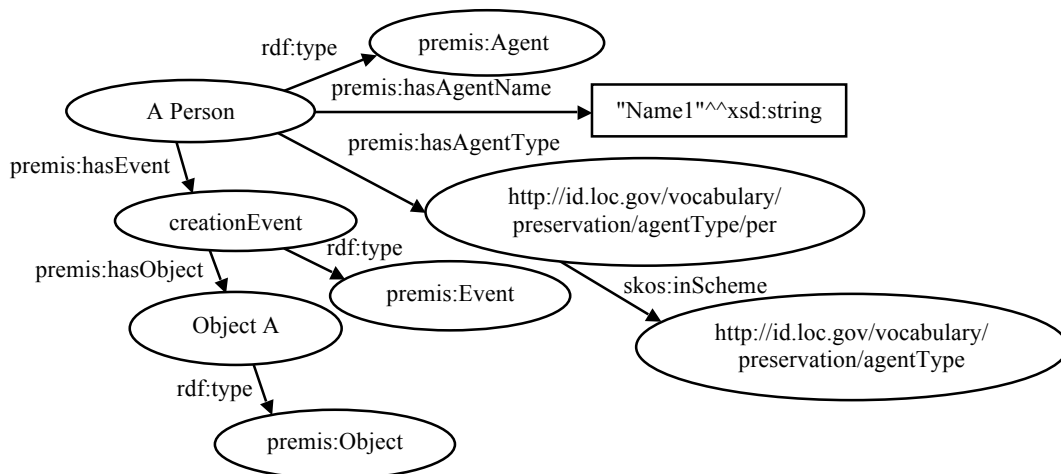 rdf:type
premis:Agent
premis:hasAgentName
A Person
"Name1"^^xsd:string
premis:hasAgentType
premis:hasEvent
http://id.loc.gov/vocabulary/
preservation/agentType/per
creationEvent
rdf:type
premis:hasObject
premis:Event
skos:inScheme
Object A
http://id.loc.gov/vocabulary/
preservation/agentType
rdf:type
premis:Object